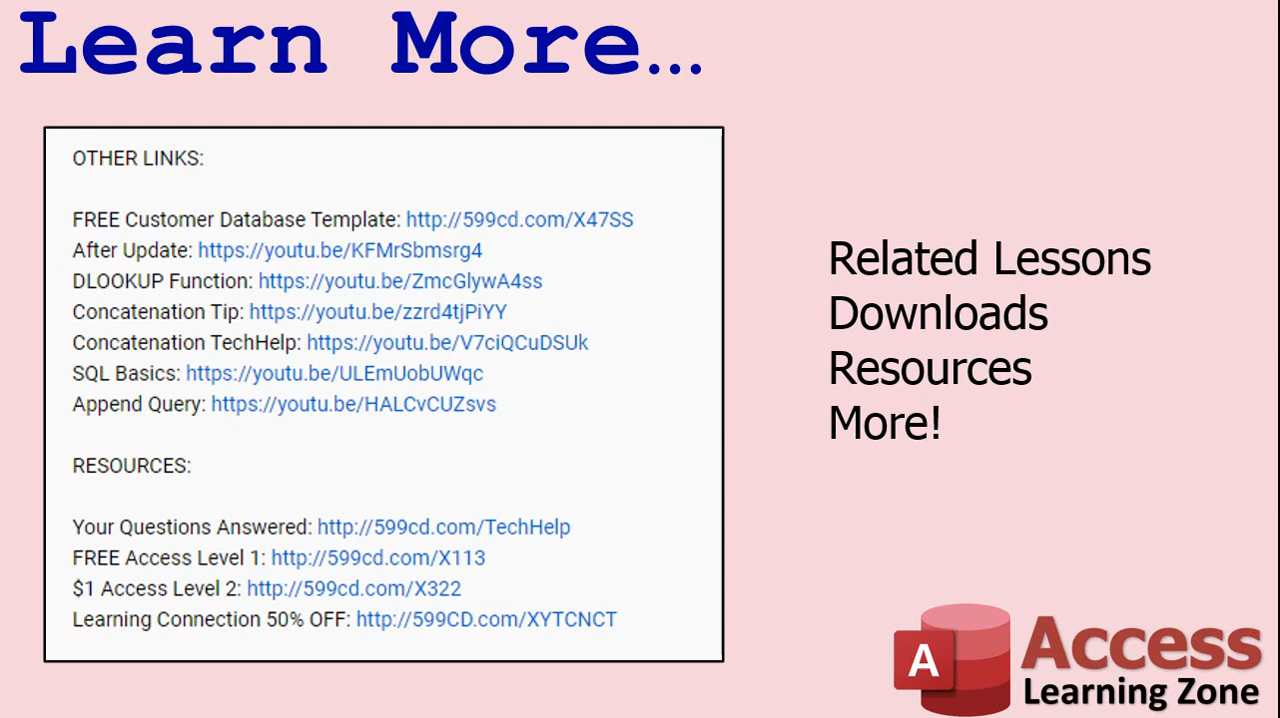 Learn More...
OTHER LINKS:
FREE Customer Database Template: http://599cd.com/X47SS
After Update: https://youtu.be/KFMrSbmsrg4
DLOOKUP Function: https://youtu.be/ZmcGlywA4ss
Concatenation Tip: https://youtu.be/zzrd4tjPiYY
Concatenation TechHelp: https://youtu.be/V7ciQCuDSUk
SQL Basics: https://youtu.be/ULEmUobUWqc
Append Query: https://youtu.be/HALCvCUZsvs
RESOURCES:
Your Questions Answered: http://599cd.com/TechHelp
FREE Access Level 1: http://599cd.com/X113
$1 Access Level 2: http://599cd.com/X322
Learning Connection 50% OFF: http://599CD.com/XYTCNCT
Related Lessons
Downloads
Resources
More!
A
Access
Learning Zone